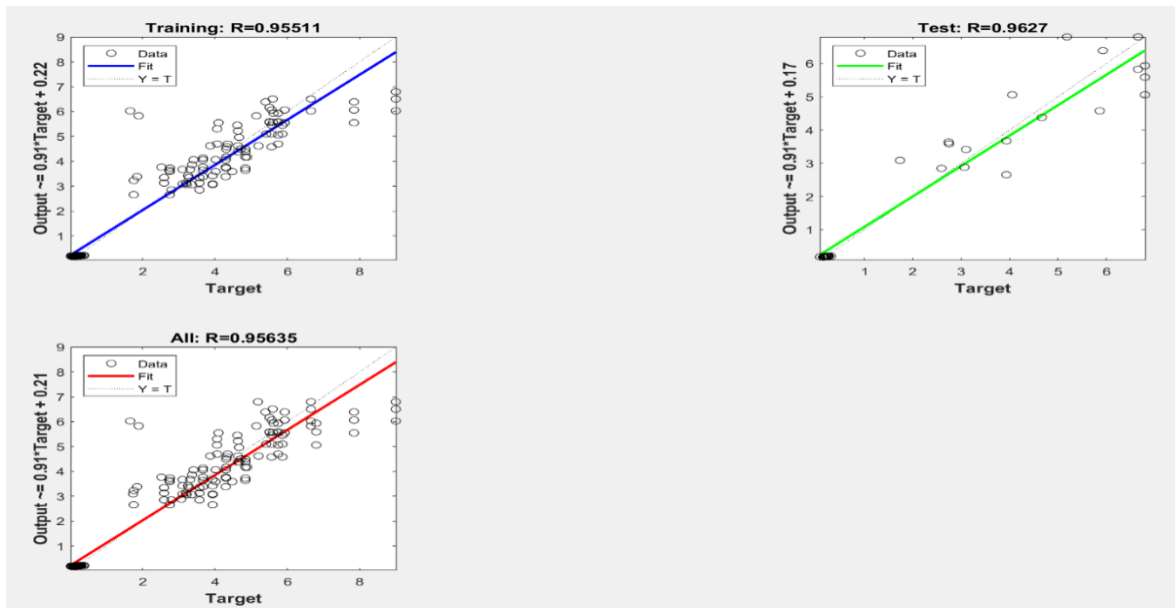 Training: R=0.95511
Output ~= 0.91*Target + 0.22
9
8
7
6
5
4
3
2
1
Data
Fit
Y = T
2
4
6
8
Target
Test: R=0.9627
Output ~= 0.91*Target + 0.17
6
5
4
3
2
1
Data
Fit
Y = T
1
2
3
4
5
6
Target
All: R=0.95635
Output ~= 0.91*Target + 0.21
9
8
7
6
5
4
3
2
1
Data
Fit
Y = T
2
4
6
8
Target